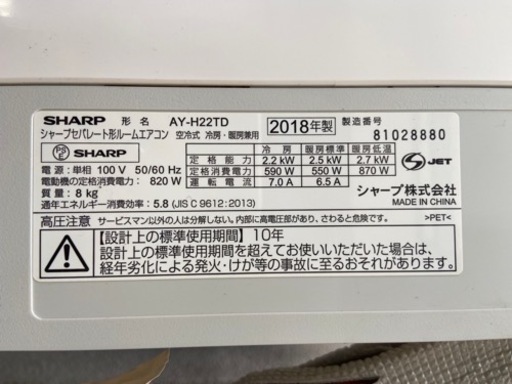 SHARP 形名 AY-H22TD 2018年製 製造番号
シャープセパレート形ルームエアコン 空冷式 冷房・暖房兼用 81028880
PS E SHARP
冷房 暖房標準 暖房低温
定格能力 2.2 kW 2.5 kW 2.7 kW
定格消費電力 590 W 550 W 870 W
運転電流 7.0 A 6.5 A
S JET
電源：単相 100 V 50/60 Hz
電動機の定格消費電力： 820 W
質量：8 kg
通年エネルギー消費効率：5.8 (JIS C 9612:2013)
シャープ株式会社
MADE IN CHINA
高圧注意 サービスマン以外の人は分解しない。内部に高電圧部があり、さわると危険です。 >PET<
【設計上の標準使用期間】10年
設計上の標準使用期間を超えてお使いいただいた場合は、
経年劣化による発火・けが等の事故に至るおそれがあります。